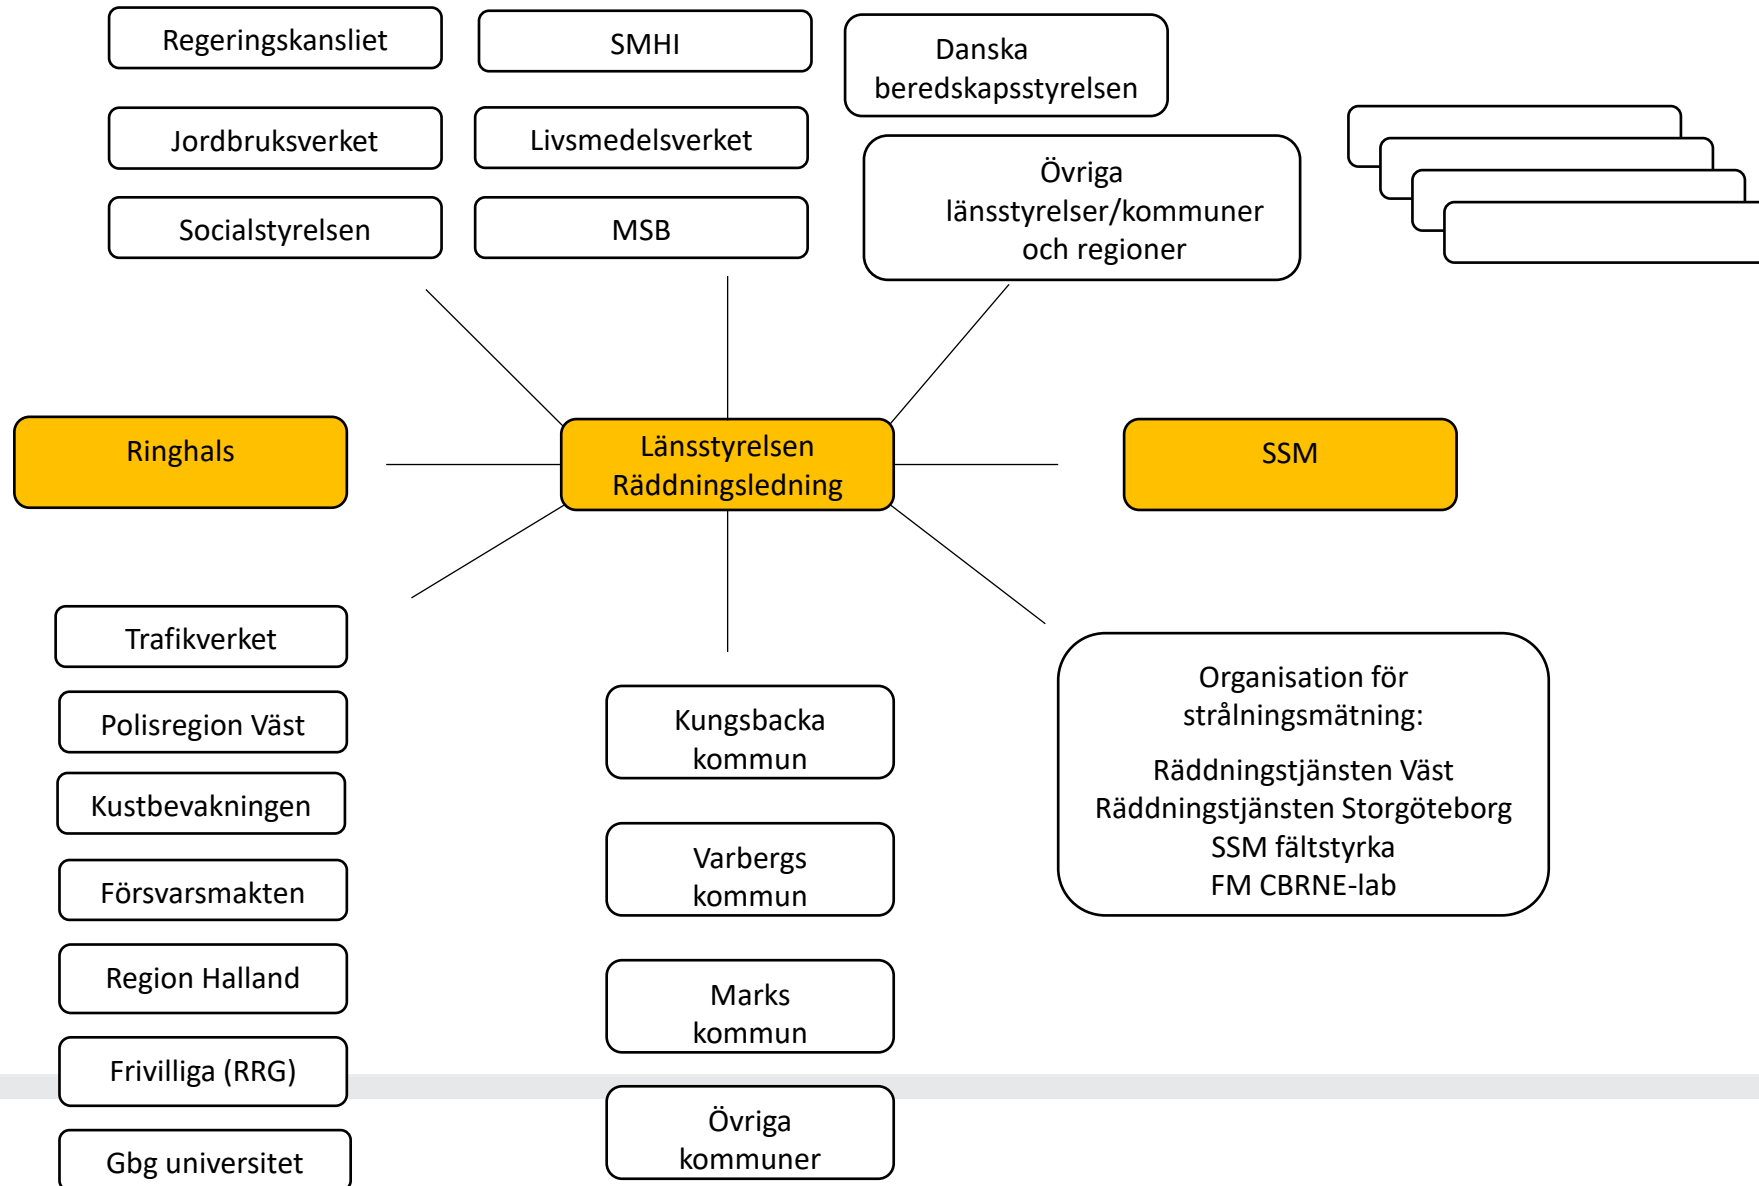 Regeringskansliet
SMHI
Danska
beredskapsstyrelsen
Jordbruksverket
Livsmedelsverket
Övriga
länsstyrelser/kommuner
och regioner
Socialstyrelsen
MSB
Ringhals
Länsstyrelsen
Räddningsledning
SSM
Trafikverket
Polisregion Väst
Kustbevakningen
Försvarsmakten
Region Halland
Frivilliga (RRG)
Gbg universitet
Kungsbacka
kommun
Varbergs
kommun
Marks
kommun
Övriga
kommuner
Organisation för
strålningsmätning:
Räddningstjänsten Väst
Räddningstjänsten Storgöteborg
SSM fältstyrka
FM CBRNE-lab